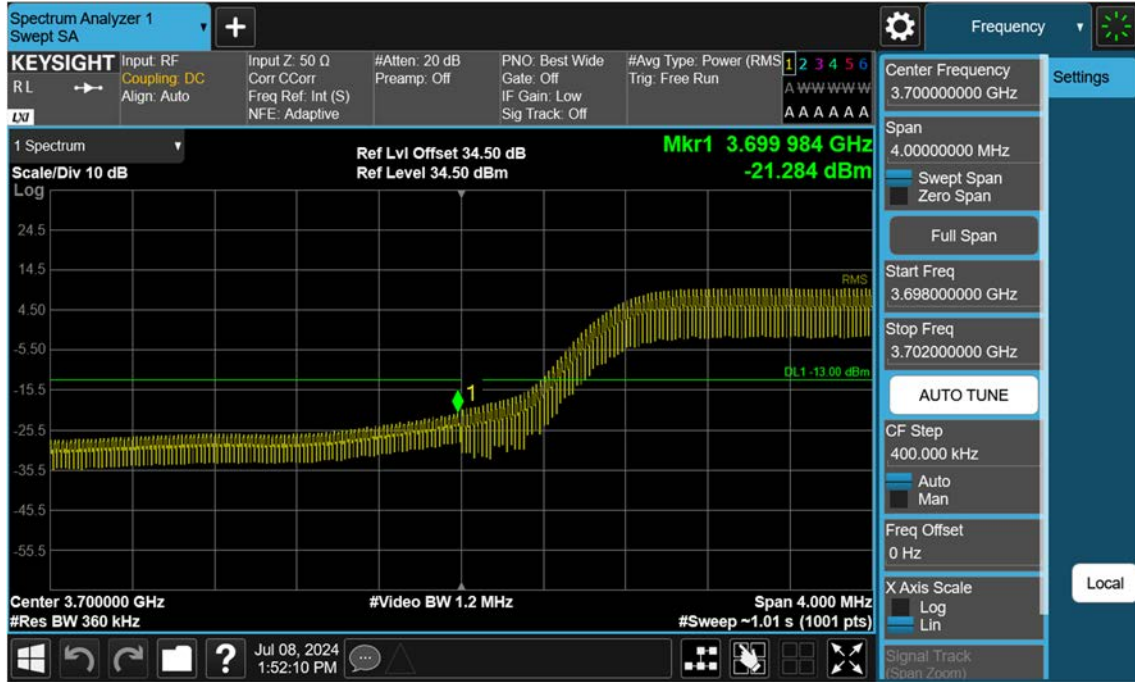 Spectrum Analyzer 1
Swept SA
Frequency
KEYSIGHT
RL
LXI
Input: RF
Coupling: DC
Align: Auto
Input Z: 50 Ω
Corr CCorr
Freq Ref: Int (S)
NFE: Adaptive
#Atten: 20 dB
Preamp: Off
PNO: Best Wide
Gate: Off
IF Gain: Low
Sig Track: Off
#Avg Type: Power (RMS
Trig: Free Run
1 2 3 4 5 6
A W W W W W
A A A A A A
1 Spectrum
Scale/Div 10 dB
Log
Ref Lvl Offset 34.50 dB
Ref Level 34.50 dBm
Mkr1 3.699 984 GHz
-21.284 dBm
24.5
14.5
4.50
-5.50
-15.5
-25.5
-35.5
-45.5
-55.5
RMS
DL1 -13.00 dBm
1
Center 3.700000 GHz
#Res BW 360 kHz
#Video BW 1.2 MHz
Span 4.000 MHz
#Sweep ~1.01 s (1001 pts)
Center Frequency
3.700000000 GHz
Settings
Span
4.00000000 MHz
Swept Span
Zero Span
Full Span
Start Freq
3.698000000 GHz
Stop Freq
3.702000000 GHz
AUTO TUNE
CF Step
400.000 kHz
Auto
Man
Freq Offset
0 Hz
X Axis Scale
Log
Lin
Local
Signal Track
(Span Zoom)
?
Jul 08, 2024
1:52:10 PM